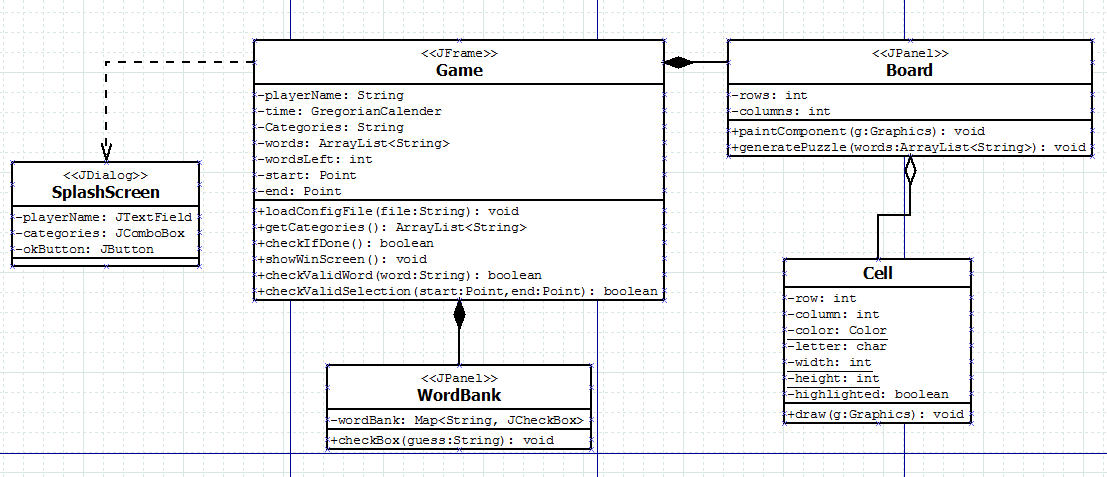 <<JFrame>>
Game
-playerName: String
-time: GregorianCalender
-Categories: String
-words: ArrayList<String>
-wordsLeft: int
-start: Point
-end: Point
+loadConfigFile(file:String): void
+getCategories(): ArrayList<String>
+checkIfDone(): boolean
+showWinScreen(): void
+checkValidWord(word:String): boolean
+checkValidSelection(start:Point,end:Point): boolean
<<JPanel>>
Board
-rows: int
-columns: int
+paintComponent(g:Graphics): void
+generatePuzzle(words:ArrayList<String>): void
<<JDialog>>
SplashScreen
-playerName: JTextField
-categories: JComboBox
-okButton: JButton
Cell
-row: int
-column: int
-color: Color
-letter: char
-width: int
-height: int
-highlighted: boolean
+draw(g:Graphics): void
<<JPanel>>
WordBank
-wordBank: Map<String, JCheckBox>
+checkBox(guess:String): void